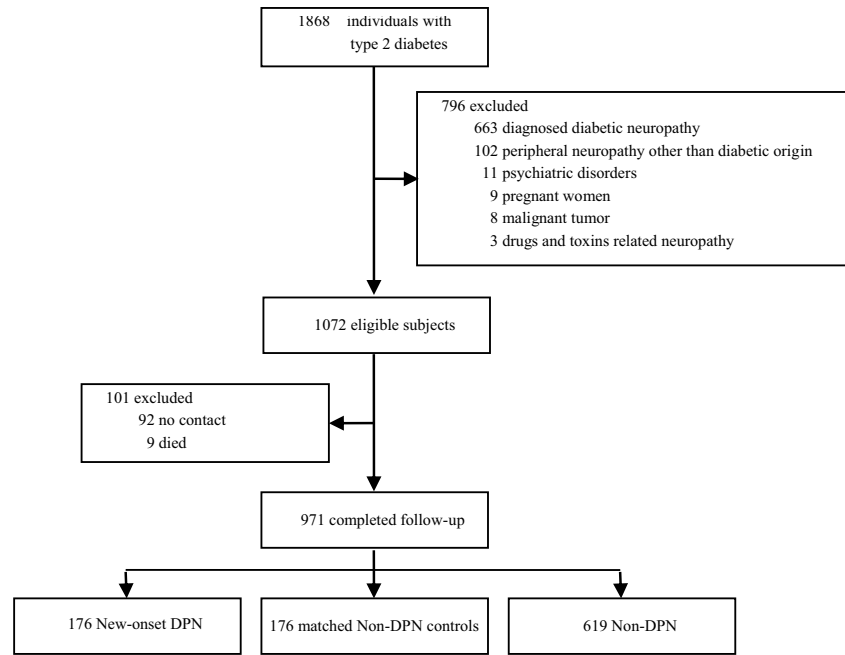 1868 individuals with
type 2 diabetes
796 excluded
663 diagnosed diabetic neuropathy
102 peripheral neuropathy other than diabetic origin
11 psychiatric disorders
9 pregnant women
8 malignant tumor
3 drugs and toxins related neuropathy
1072 eligible subjects
101 excluded
92 no contact
9 died
971 completed follow-up
176 New-onset DPN
176 matched Non-DPN controls
619 Non-DPN